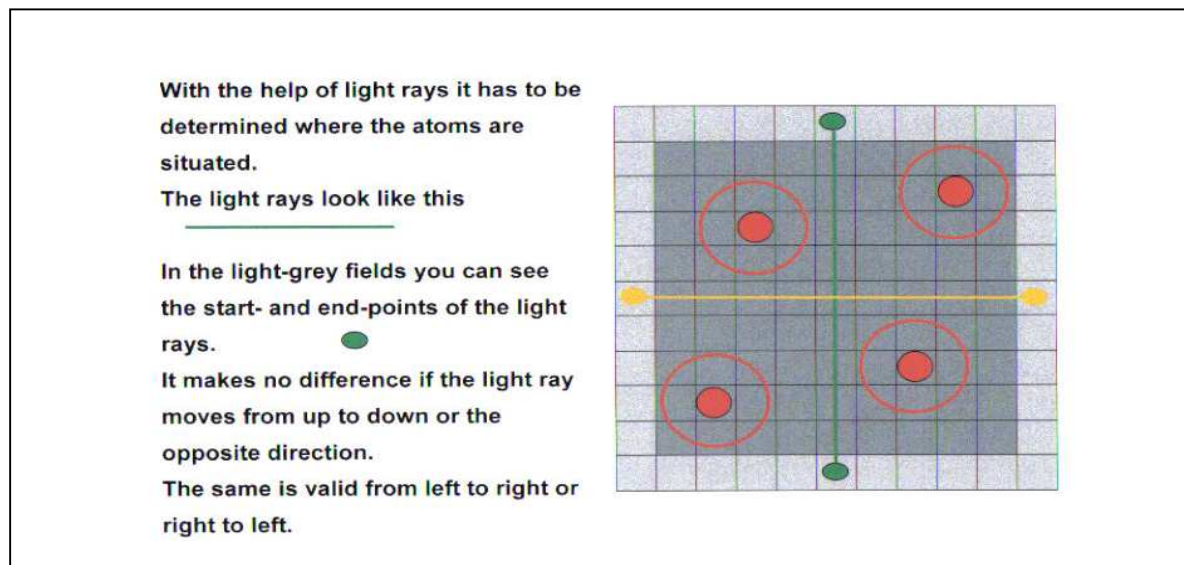 With the help of light rays it has to be
determined where the atoms are
situated.
The light rays look like this
In the light-grey fields you can see
the start- and end-points of the light
rays.
It makes no difference if the light ray
moves from up to down or the
opposite direction.
The same is valid from left to right or
right to left.